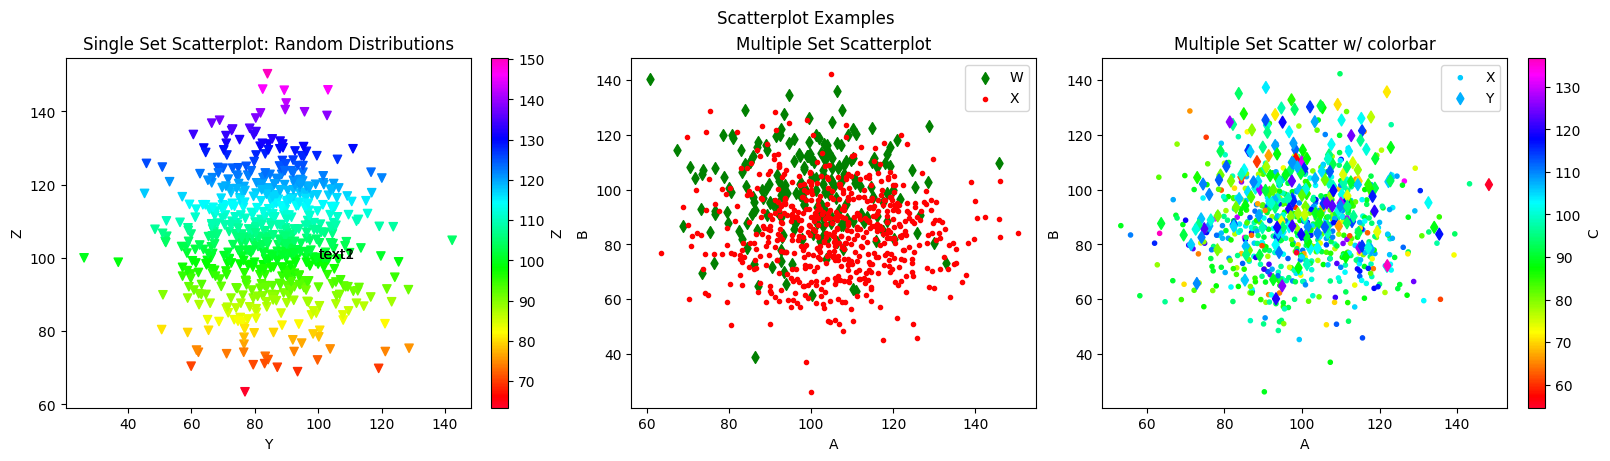 Scatterplot Examples
Single Set Scatterplot: Random Distributions
Z
140
120
100
80
60
40
60
80
100
120
140
Y
text1
150
140
130
120
110
100
90
80
70
Z
Multiple Set Scatterplot
B
140
120
100
80
60
40
60
80
100
120
140
A
W
X
Multiple Set Scatter w/ colorbar
B
140
120
100
80
60
40
60
80
100
120
140
A
X
Y
130
120
110
100
90
80
70
60
C